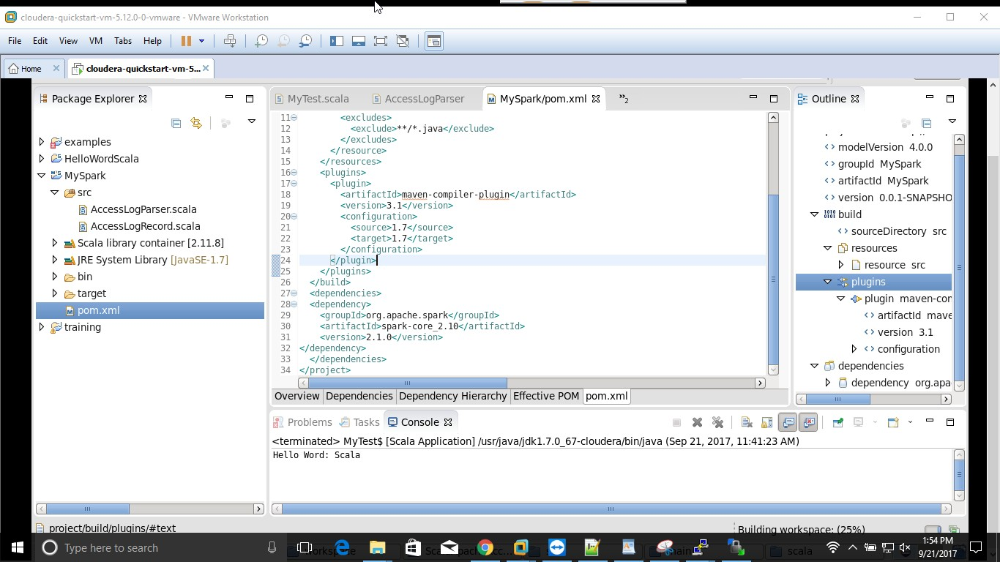 cloudera-quickstart-vm-5.12.0-0-vmware - VMware Workstation
File Edit View VM Tabs Help
Home
cloudera-quickstart-vm-5...
Package Explorer
examples
HelloWordScala
MySpark
src
AccessLogParser.scala
AccessLogRecord.scala
Scala library container [2.11.8]
JRE System Library [JavaSE-1.7]
bin
target
pom.xml
training
MyTest.scala
AccessLogParser
MySpark/pom.xml
»2
11 <excludes>
12 <exclude>**/*.java</exclude>
13 </excludes>
14 </resource>
15 </resources>
16 <plugins>
17 <plugin>
18 <artifactId>maven-compiler-plugin</artifactId>
19 <version>3.1</version>
20 <configuration>
21 <source>1.7</source>
22 <target>1.7</target>
23 </configuration>
24 </plugin>
25 </plugins>
26 </build>
27 <dependencies>
28 <dependency>
29 <groupId>org.apache.spark</groupId>
30 <artifactId>spark-core_2.10</artifactId>
31 <version>2.1.0</version>
32 </dependency>
33 </dependencies>
34 </project>
Overview Dependencies Dependency Hierarchy Effective POM pom.xml
Outline
modelVersion 4.0.0
groupId MySpark
artifactId MySpark
version 0.0.1-SNAPSHO
build
sourceDirectory src
resources
resource src
plugins
plugin maven-cor
artifactId mave
version 3.1
configuration
dependencies
dependency org.apa
Problems Tasks Console
<terminated> MyTest$ [Scala Application] /usr/java/jdk1.7.0_67-cloudera/bin/java (Sep 21, 2017, 11:41:23 AM)
Hello Word: Scala
project/build/plugins/#text
Building workspace: (25%)
Type here to search
scala
1:54 PM
9/21/2017